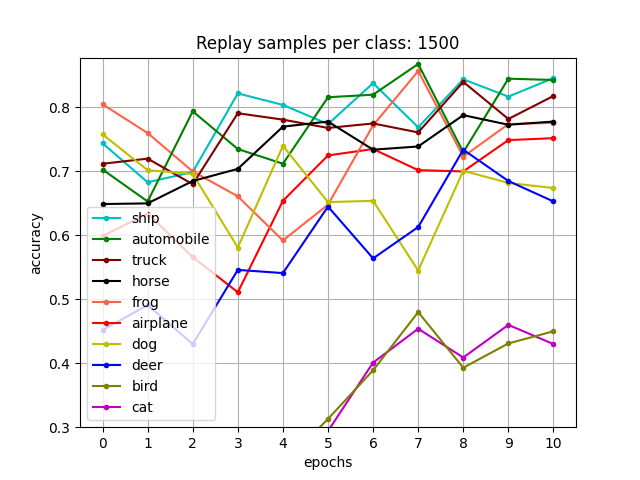 Replay samples per class: 1500
accuracy
0.8
0.7
0.6
0.5
0.4
0.3
ship
automobile
truck
horse
frog
airplane
dog
deer
bird
cat
0 1 2 3 4 5 6 7 8 9 10
epochs